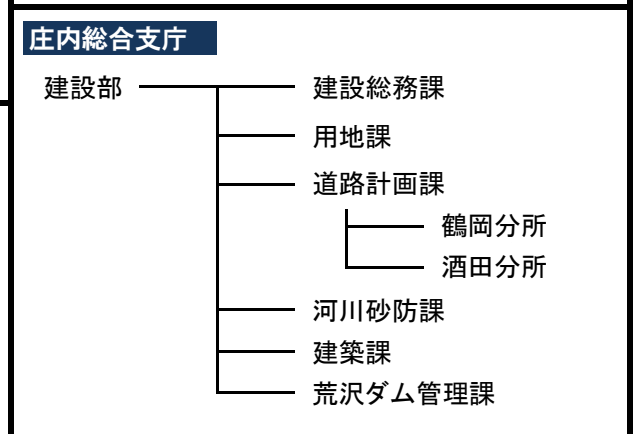 庄内総合支庁
建設部 建設総務課
用地課
道路計画課
鶴岡分所
酒田分所
河川砂防課
建築課
荒沢ダム管理課